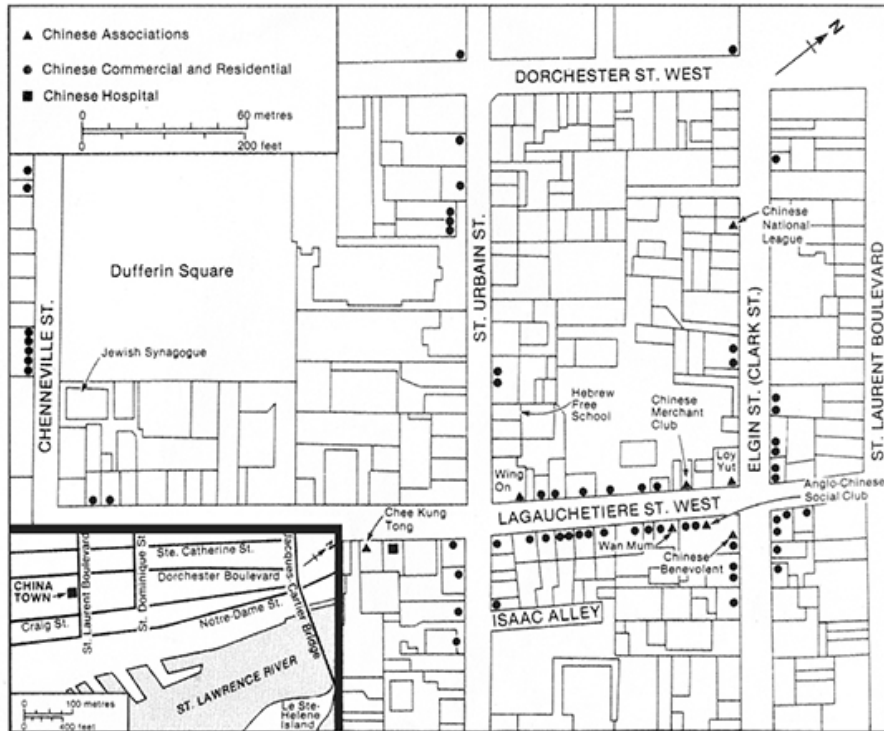 ▲ Chinese Associations
● Chinese Commercial and Residential
■ Chinese Hospital
0 60 metres
0 200 feet
N
DORCHESTER ST. WEST
Chinese
National
League
Dufferin Square
ST. URBAIN ST.
ELGIN ST. (CLARK ST.)
ST. LAURENT BOULEVARD
CHENNEVILLE ST.
Jewish Synagogue
Hebrew
Free
School
Chinese
Merchant
Club
Wing
On
Loy
Yut
Anglo-Chinese
Social Club
LAGAUCHETIERE ST. WEST
Chee Kung
Tong
Wan Mum
Chinese
Benevolent
ISAAC ALLEY
Ste. Catherine St.
N
CHINA
TOWN
Dorchester Boulevard
St. Laurent Boulevard
St. Dominique St.
Jacques-Cartier Bridge
Craig St.
Notre-Dame St.
ST. LAWRENCE RIVER
0 100 metres
0 400 feet
Le Ste-
Helene
Island